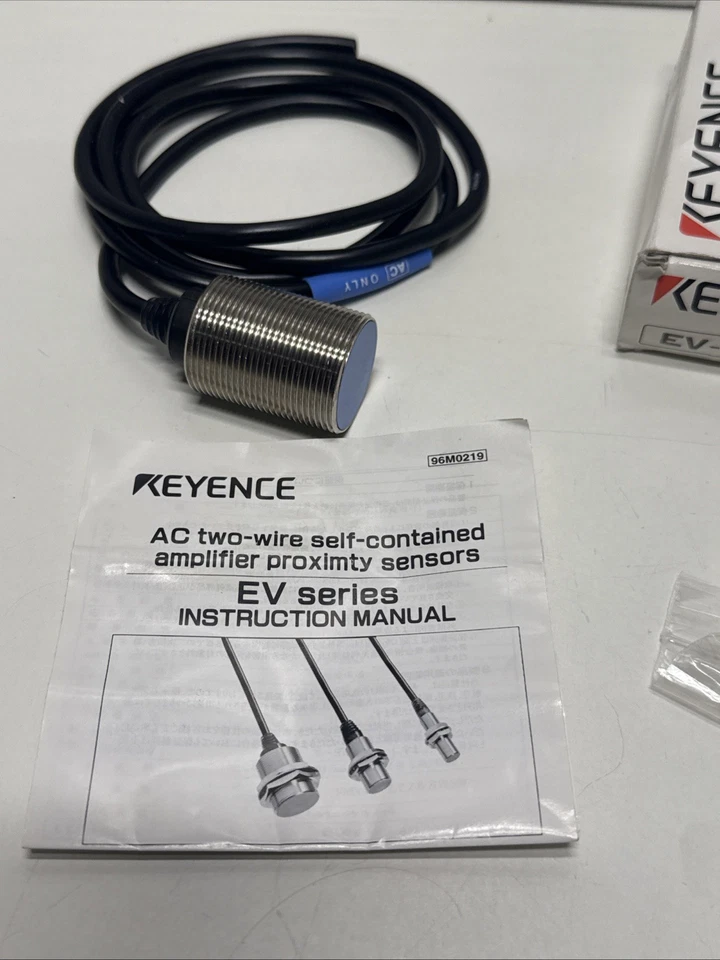 KEYENCE
KE
EV-
AC ONLY
96M0219
KEYENCE
AC two-wire self-contained
amplifier proximty sensors
EV series
INSTRUCTION MANUAL